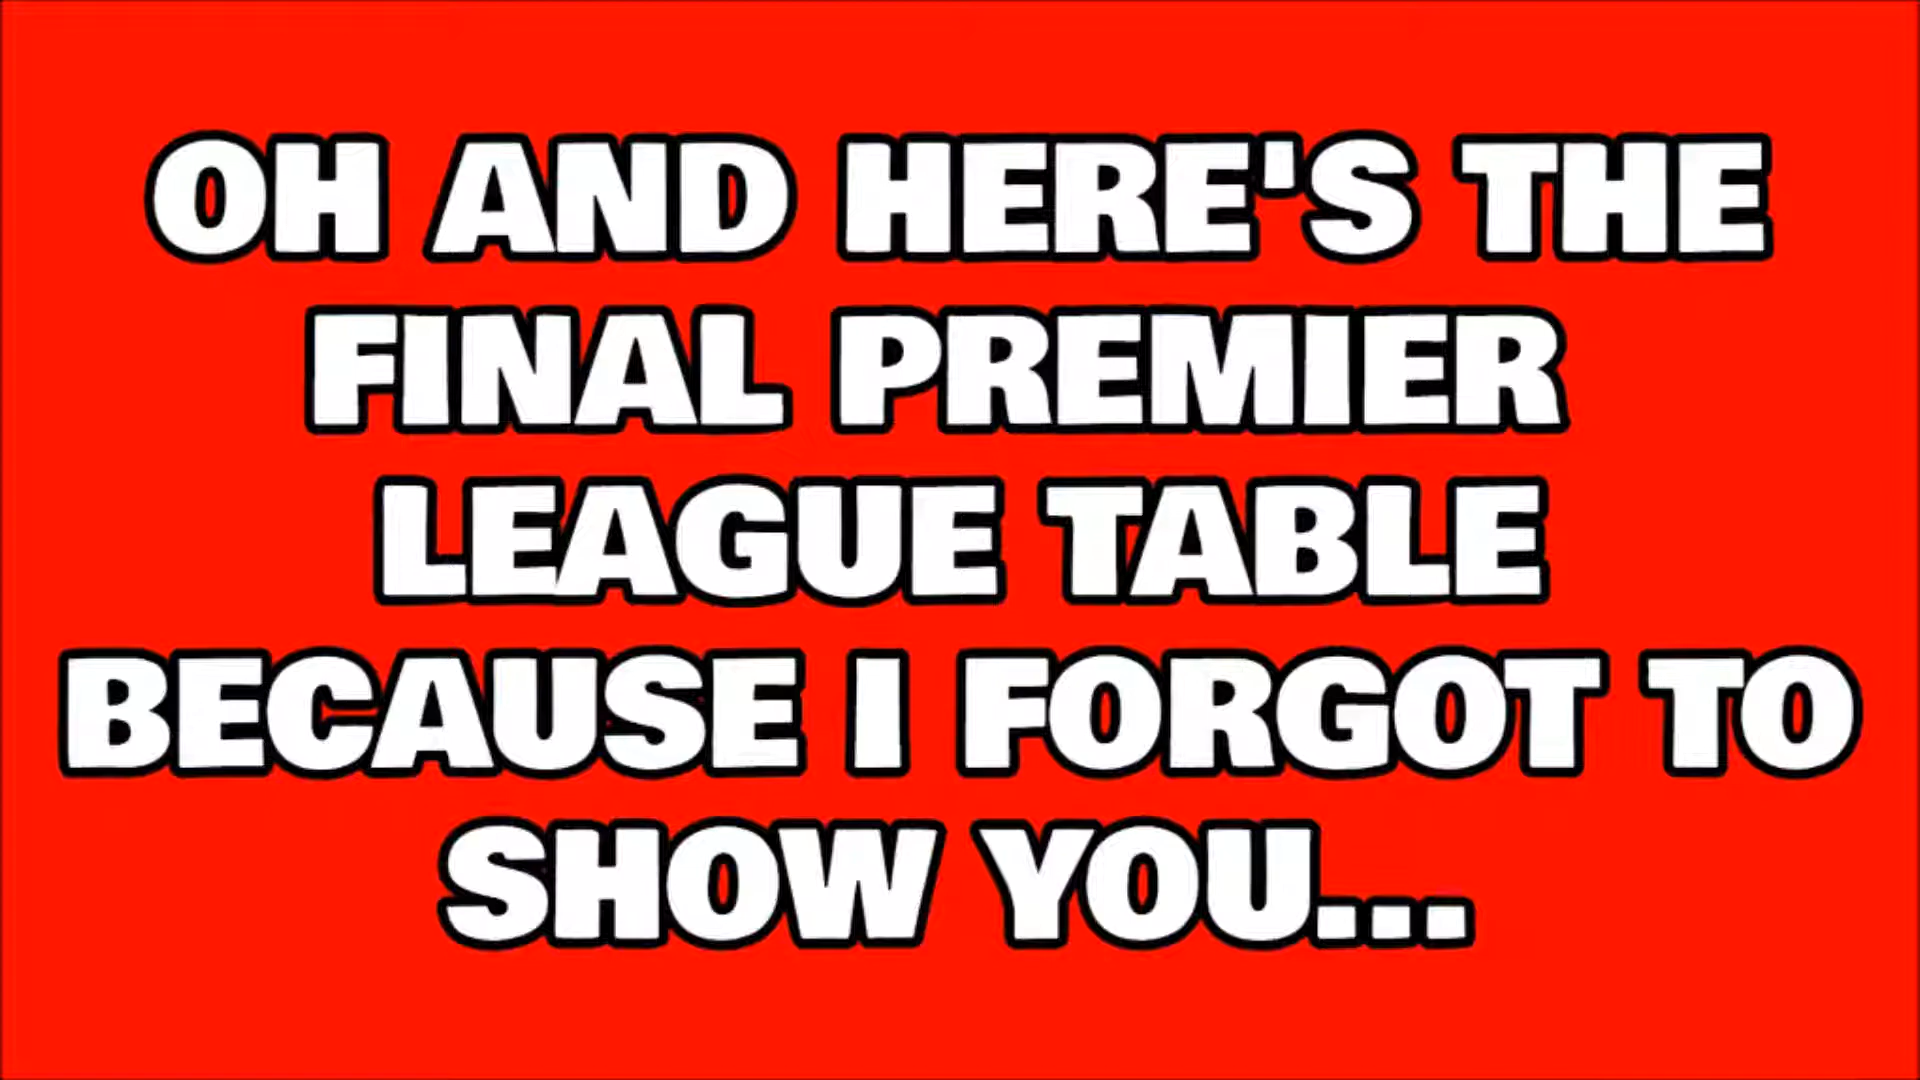 OH AND HERE'S THE
FINAL PREMIER
LEAGUE TABLE
BECAUSE I FORGOT TO
SHOW YOU...